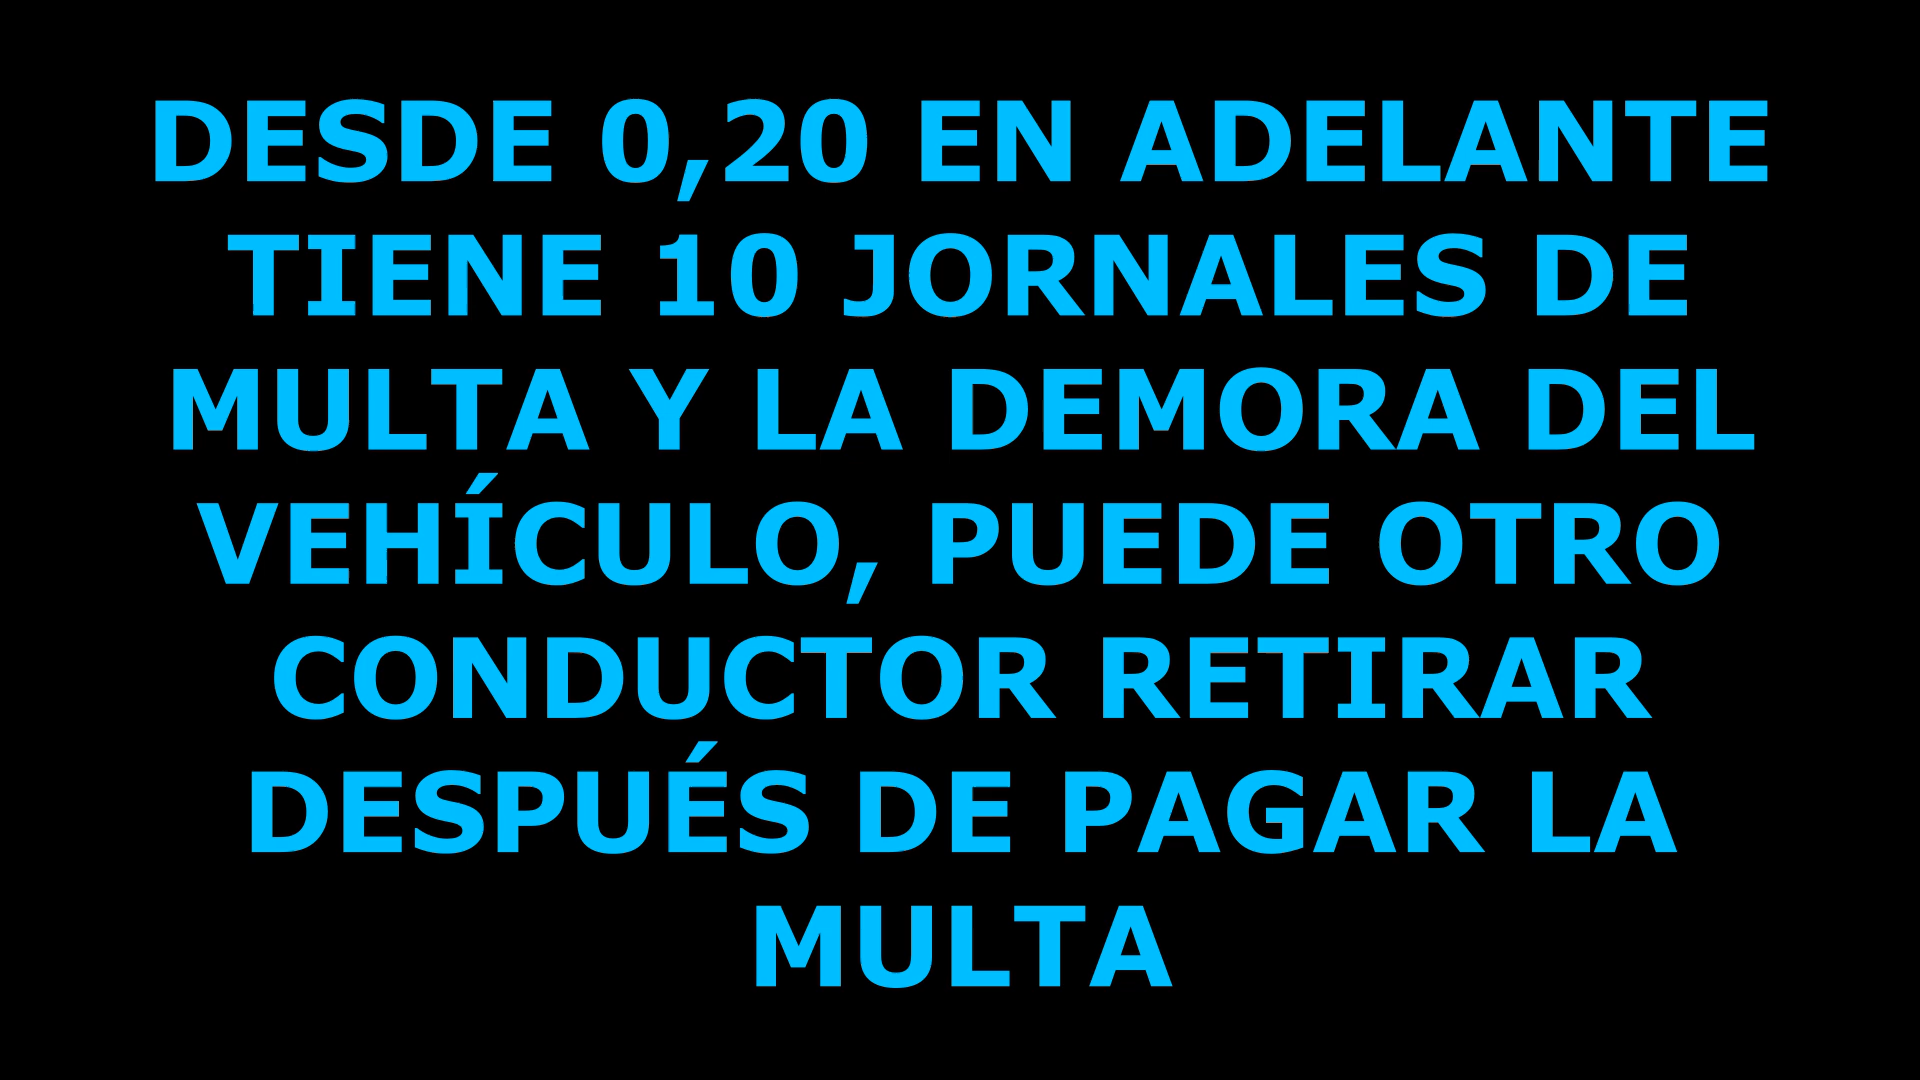 DESDE 0,20 EN ADELANTE
TIENE 10 JORNALES DE
MULTA Y LA DEMORA DEL
VEHÍCULO, PUEDE OTRO
CONDUCTOR RETIRAR
DESPUÉS DE PAGAR LA
MULTA